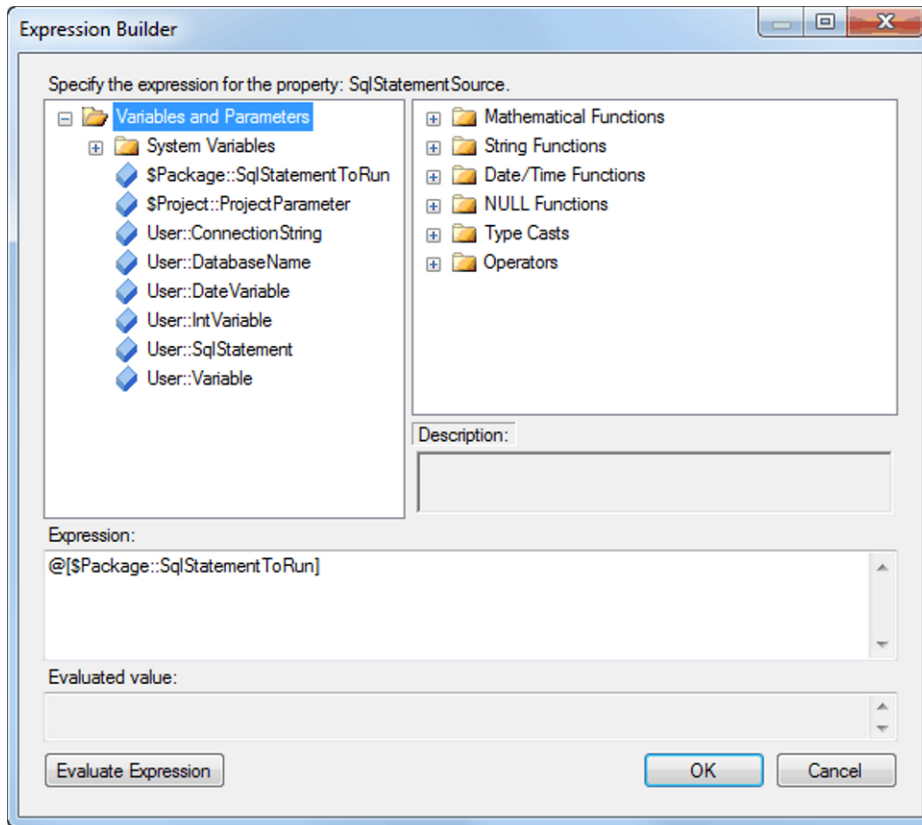 Expression Builder
Specify the expression for the property: SqlStatementSource.
Variables and Parameters
System Variables
$Package::SqlStatementToRun
$Project::ProjectParameter
User::ConnectionString
User::DatabaseName
User::DateVariable
User::IntVariable
User::SqlStatement
User::Variable
Mathematical Functions
String Functions
Date/Time Functions
NULL Functions
Type Casts
Operators
Description:
Expression:
@[$Package::SqlStatementToRun]
Evaluated value:
Evaluate Expression
OK
Cancel